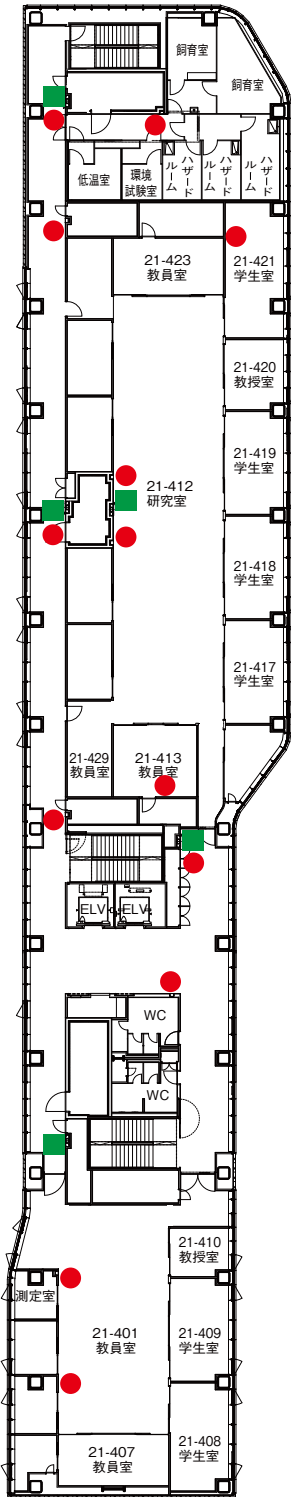 飼育室
飼育室
低温室
環境
試験室
ハザード
ルーム
ハザード
ルーム
ハザード
ルーム
21-423
教員室
21-421
学生室
21-420
教授室
21-419
学生室
21-412
研究室
21-418
学生室
21-417
学生室
21-429
教員室
21-413
教員室
ELV
ELV
WC
WC
21-410
教授室
測定室
21-401
教員室
21-409
学生室
21-408
学生室
21-407
教員室